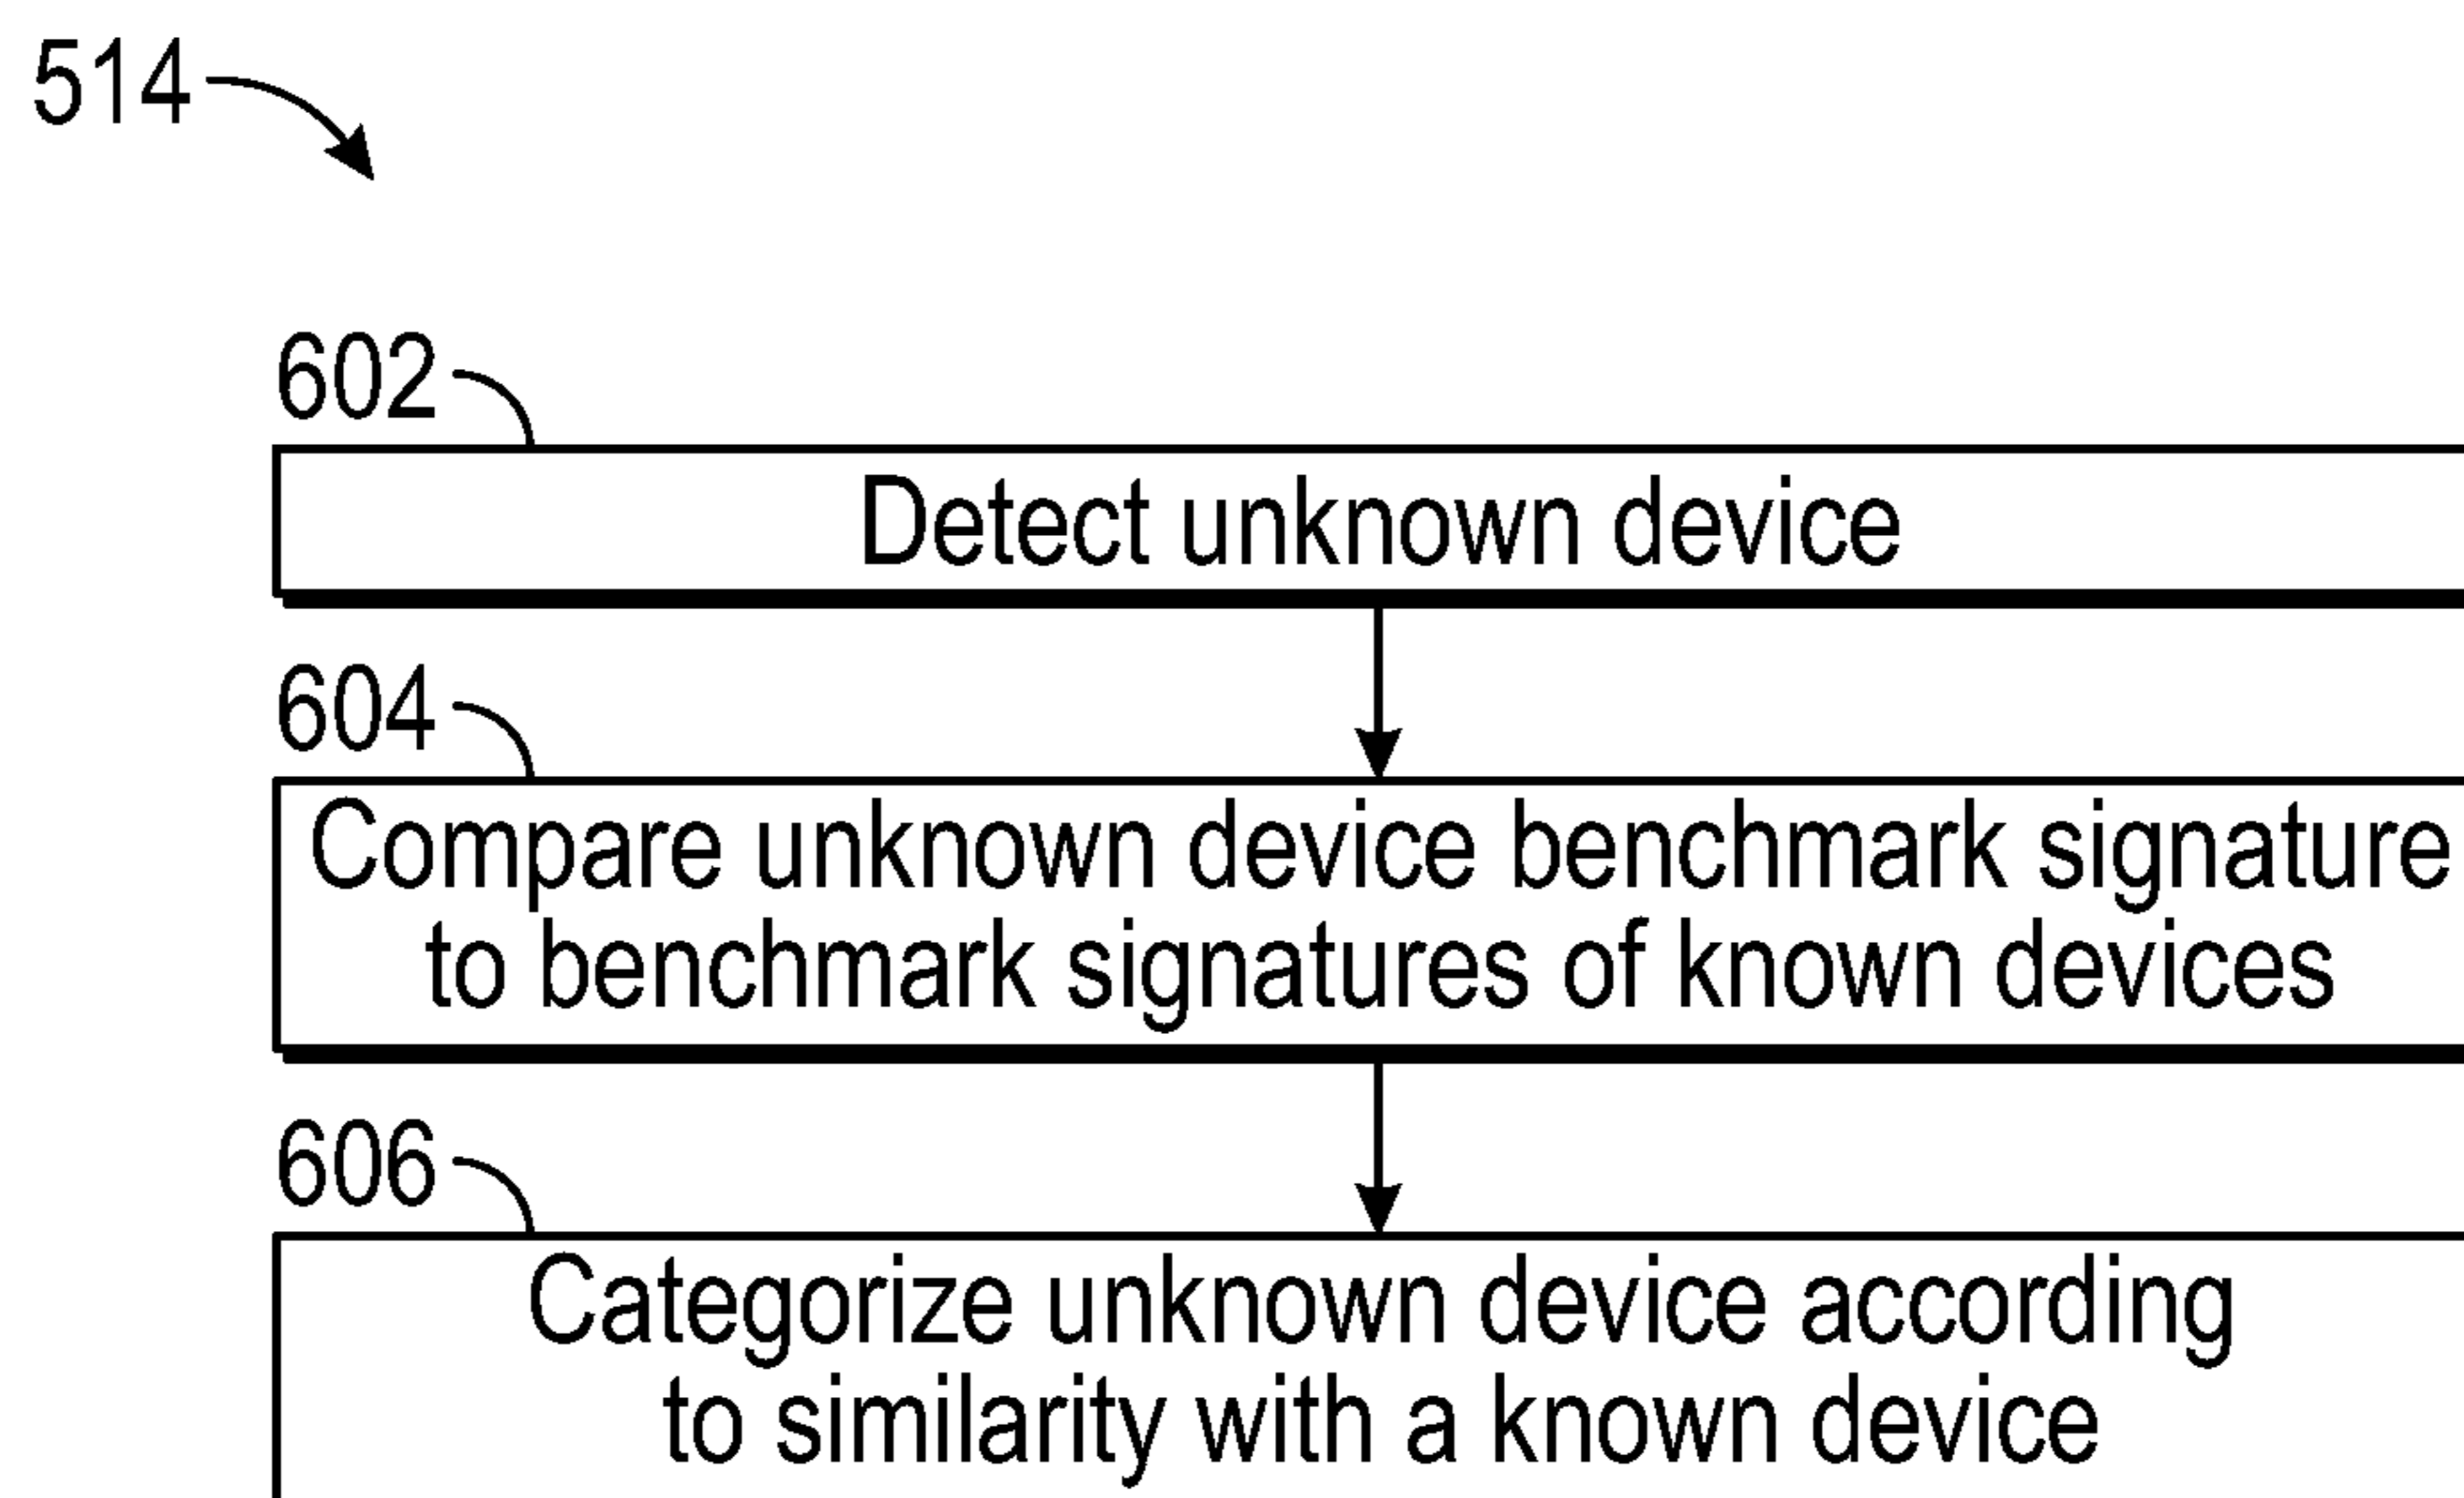 514
602
Detect unknown device
604
Compare unknown device benchmark signature
to benchmark signatures of known devices
606
Categorize unknown device according
to similarity with a known device